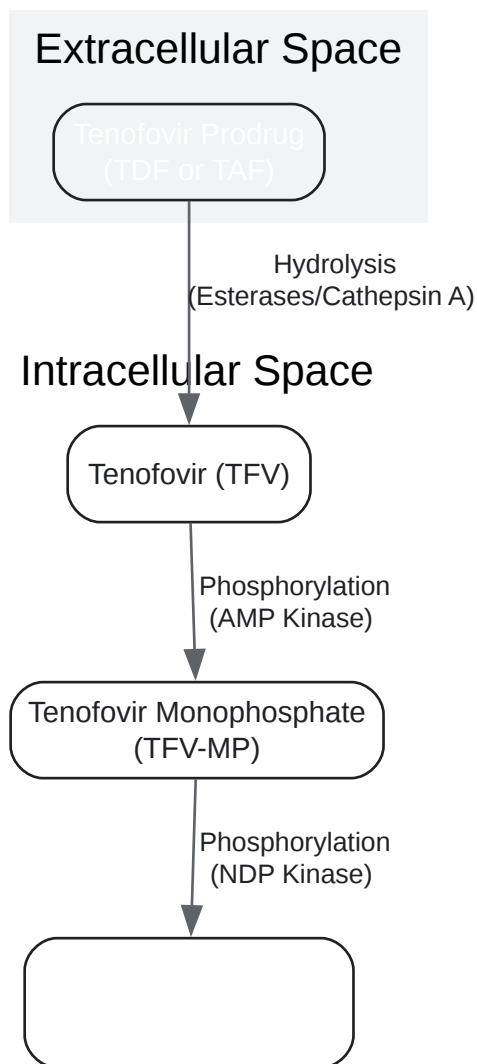 Extracellular Space
Tenofovir Prodrug
(TDF or TAF)
Hydrolysis
(Esterases/Cathepsin A)
Intracellular Space
Tenofovir (TFV)
Phosphorylation
(AMP Kinase)
Tenofovir Monophosphate
(TFV-MP)
Phosphorylation
(NDP Kinase)